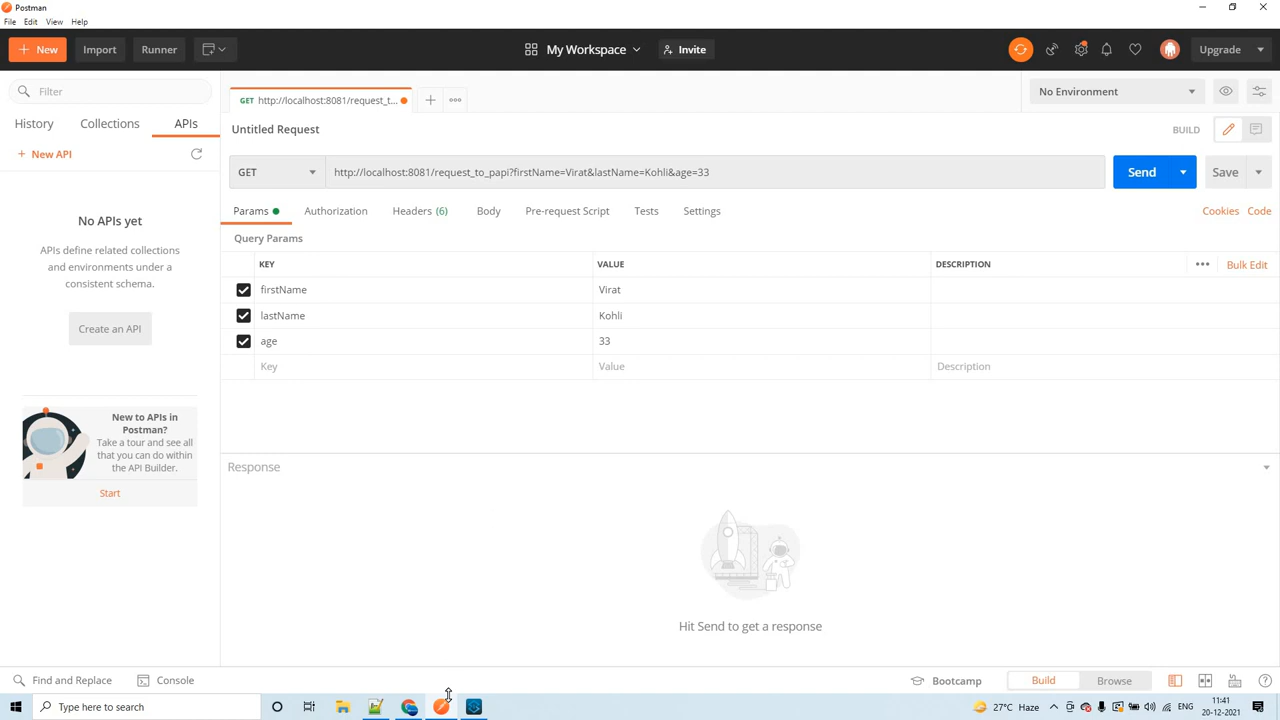 Postman
File Edit View Help
+ New Import Runner My Workspace Invite Upgrade
Filter
GET http://localhost:8081/request_t... No Environment
History Collections APIs
Untitled Request BUILD
+ New API
GET http://localhost:8081/request_to_papi?firstName=Virat&lastName=Kohli&age=33 Send Save
Params Authorization Headers (6) Body Pre-request Script Tests Settings Cookies Code
No APIs yet
Query Params
APIs define related collections
and environments under a
consistent schema.
KEY VALUE DESCRIPTION Bulk Edit
firstName Virat
lastName Kohli
Create an API
age 33
Key Value Description
New to APIs in
Postman?
Take a tour and see all
that you can do within
the API Builder.
Start
Response
Hit Send to get a response
Find and Replace Console Bootcamp Build Browse
Type here to search 27°C Haze ENG 11:41
20-12-2021